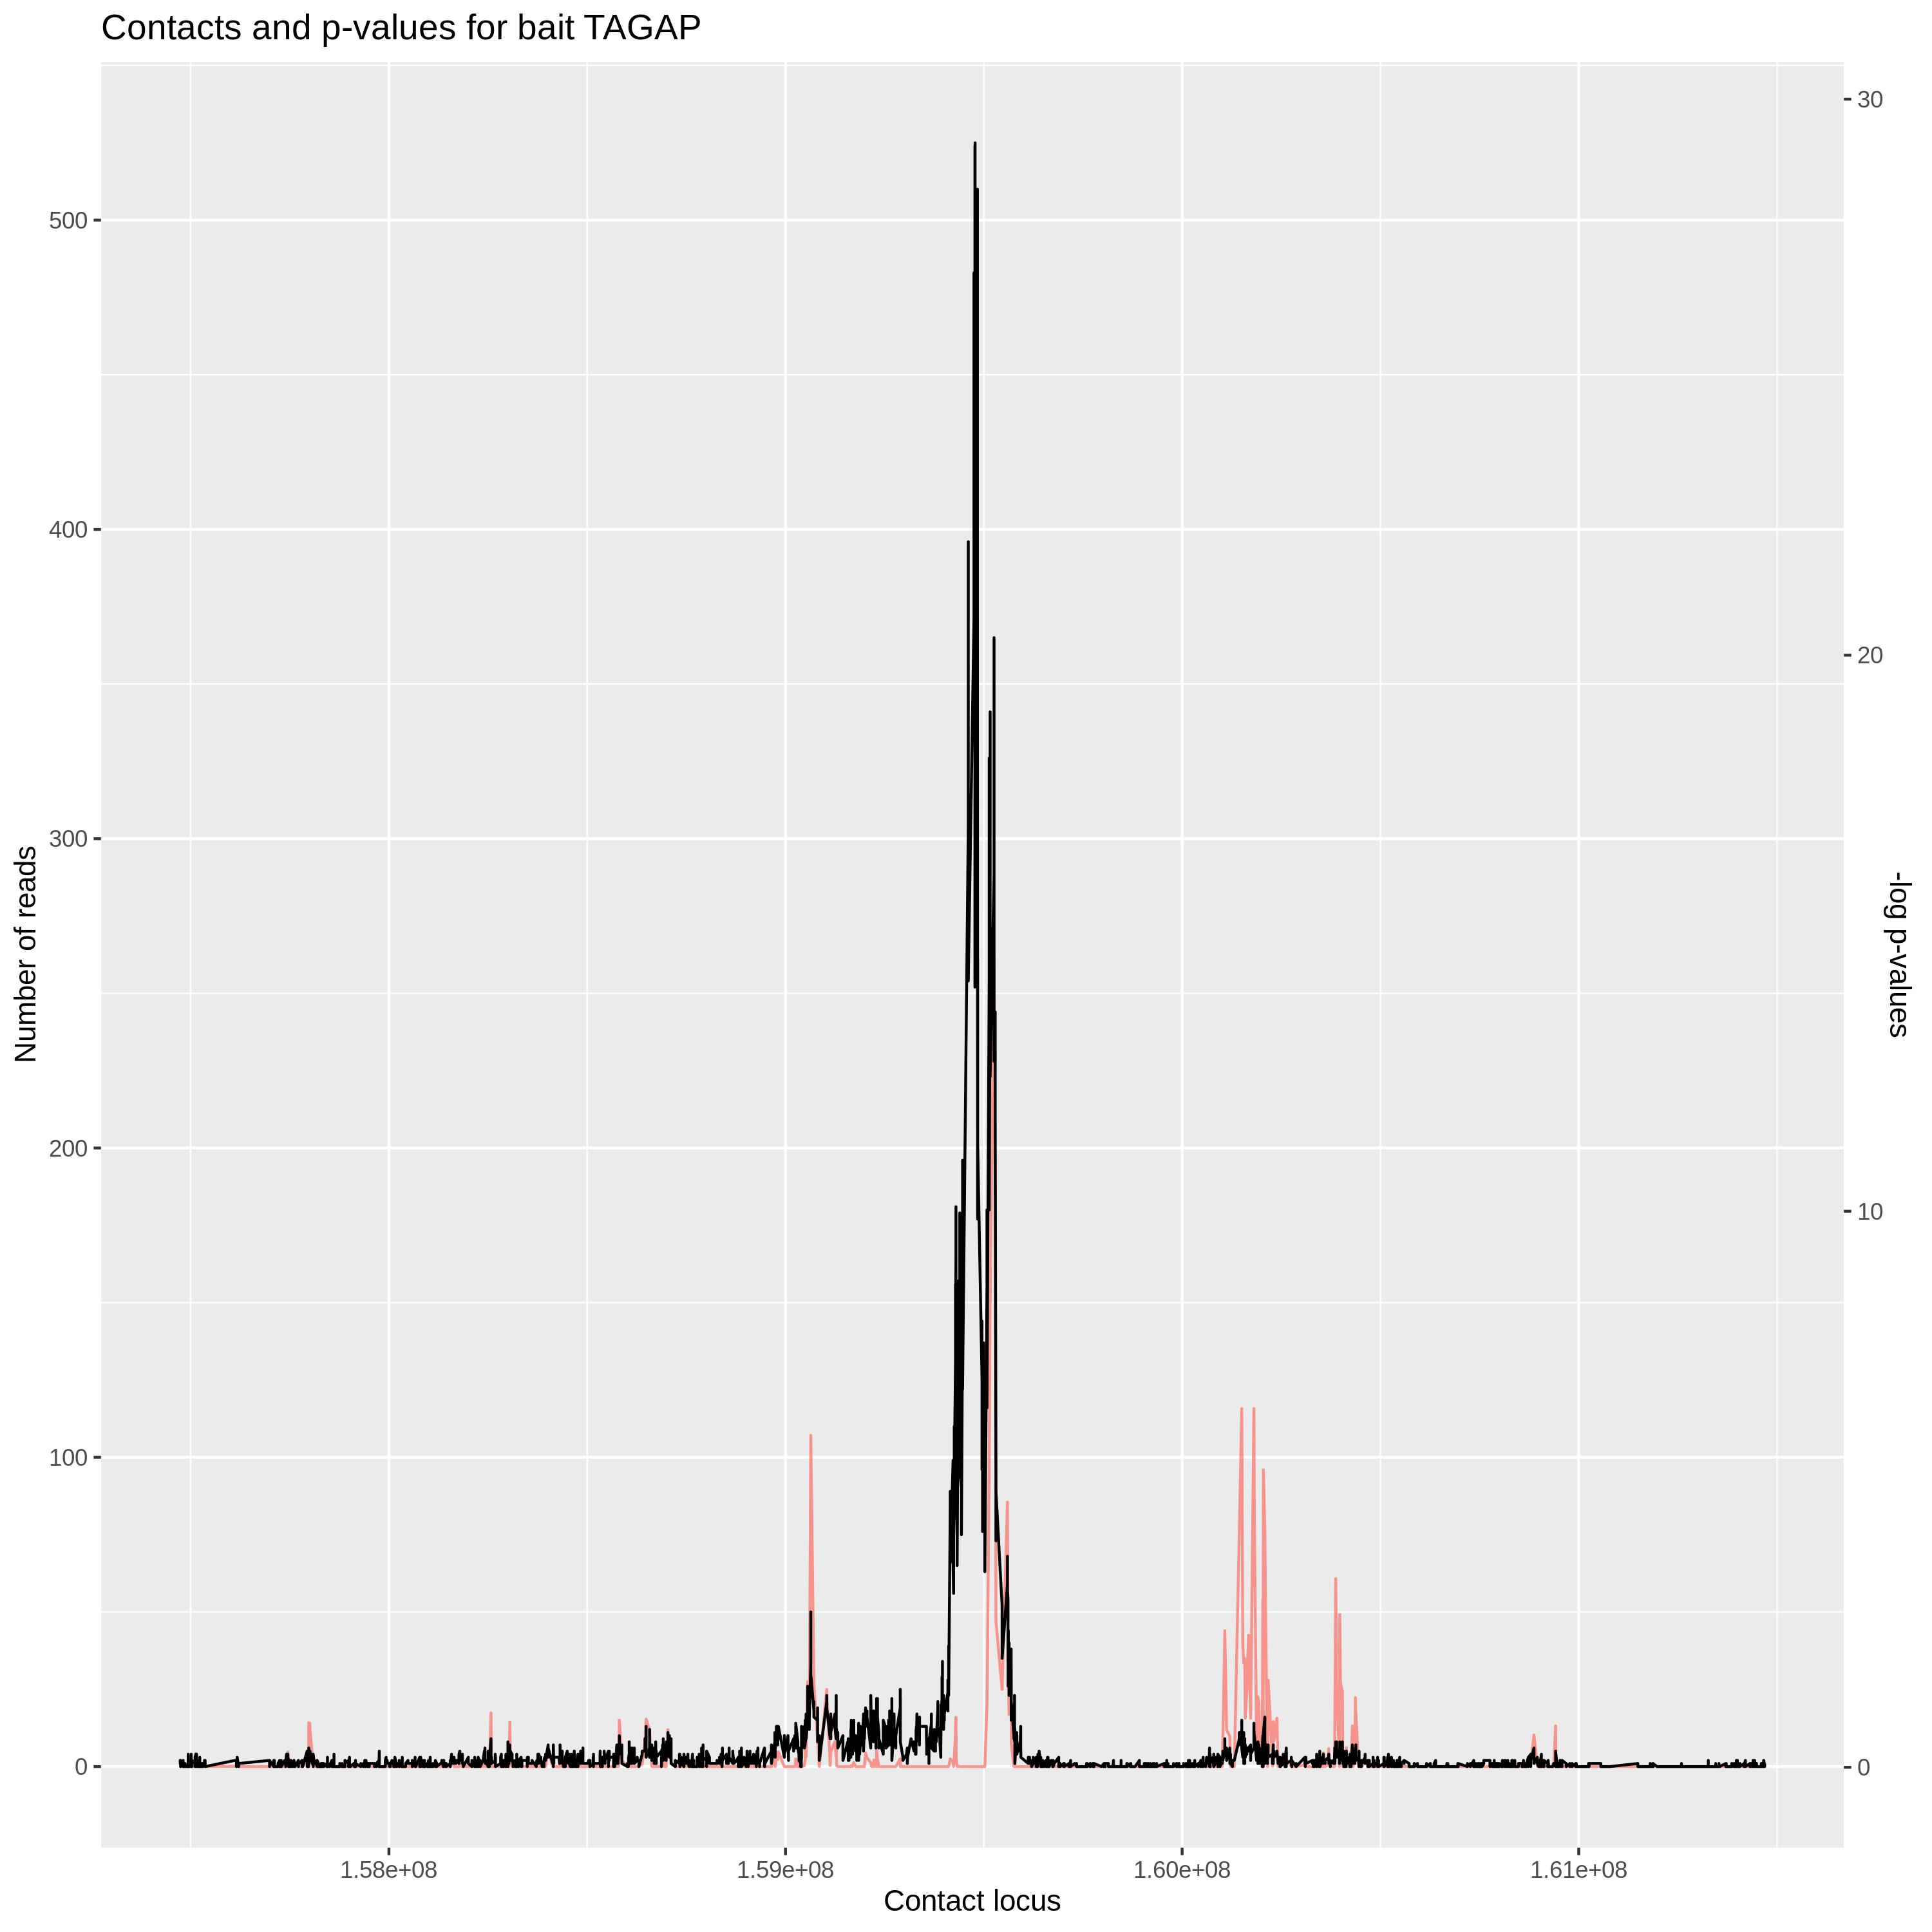 Contacts and p-values for bait TAGAP
500
400
300
200
100
0
Number of reads
30
20
10
0
-log p-values
1.58e+08
1.59e+08
1.60e+08
1.61e+08
Contact locus